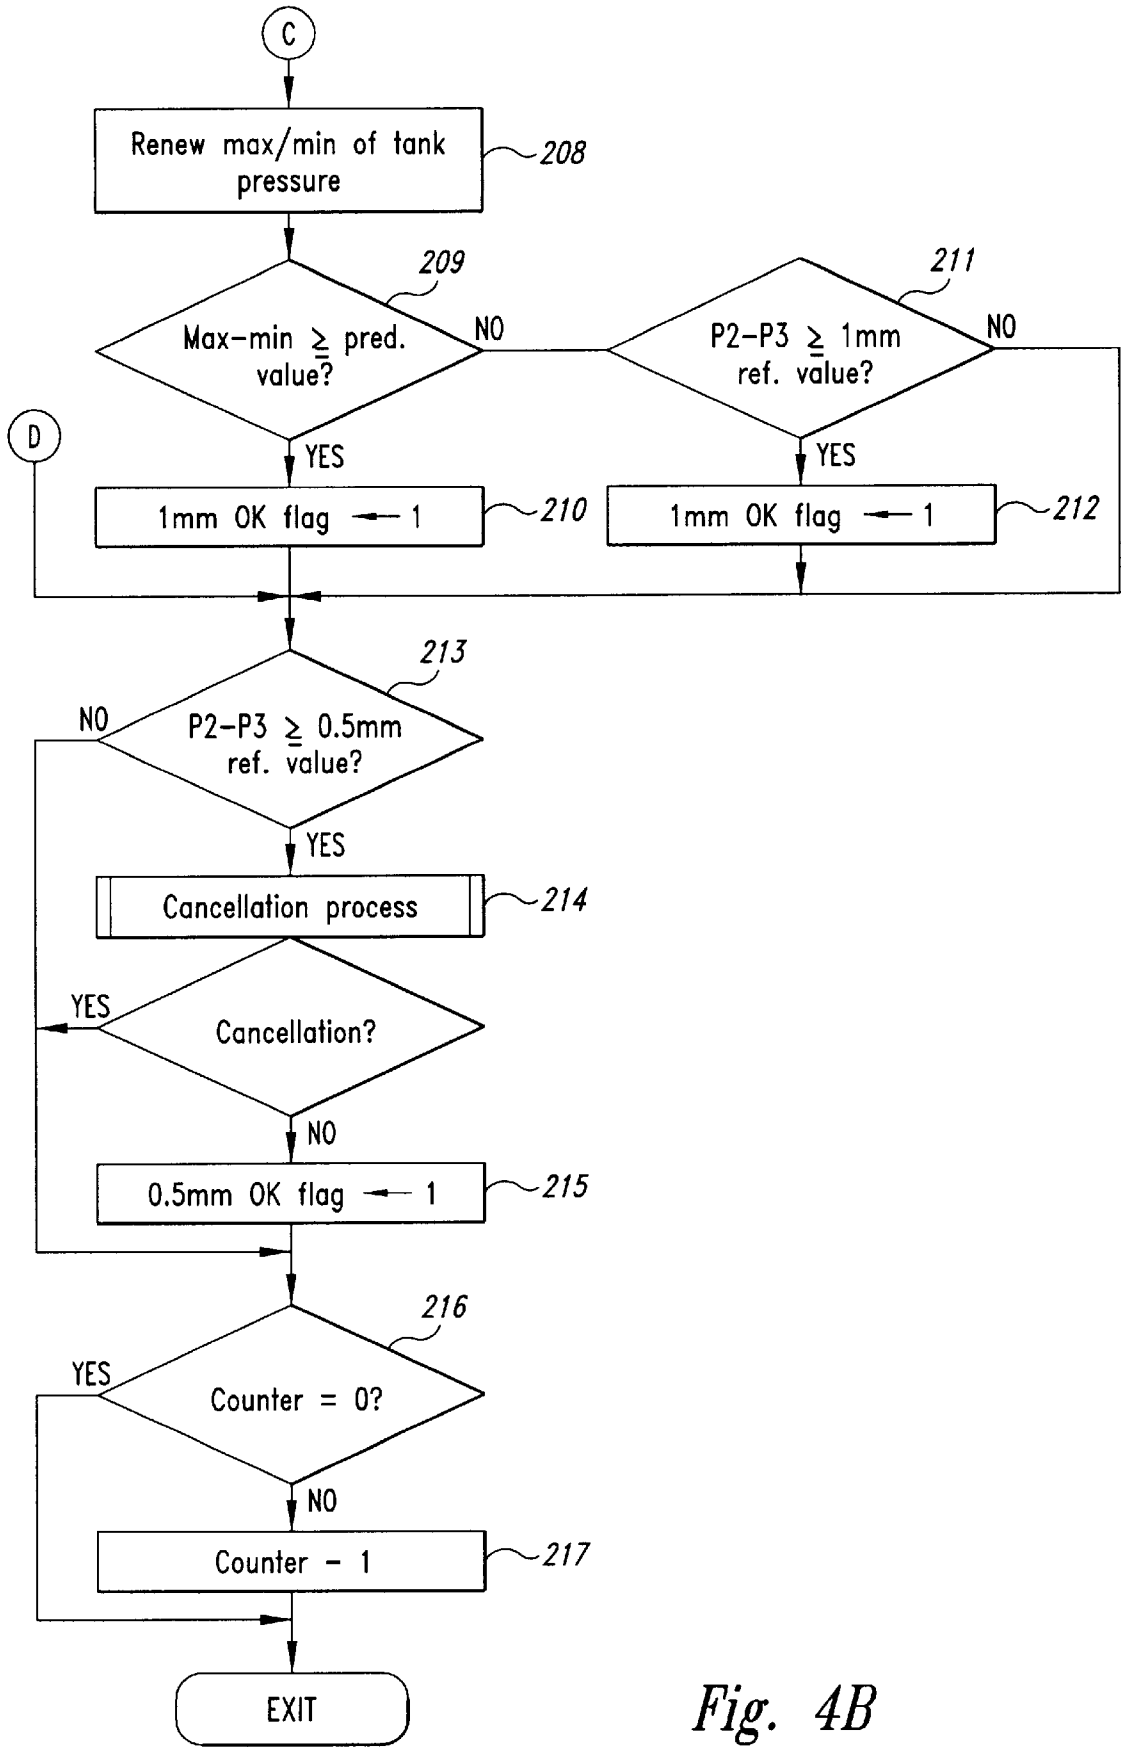 C
Renew max/min of tank
pressure
208
209
Max-min ≧ pred.
value?
NO
211
P2-P3 ≧ 1mm
ref. value?
NO
D
YES
YES
1mm OK flag ← 1
210
1mm OK flag ← 1
212
213
NO
P2-P3 ≧ 0.5mm
ref. value?
YES
Cancellation process
214
YES
Cancellation?
NO
0.5mm OK flag ← 1
215
216
YES
Counter = 0?
NO
Counter - 1
217
EXIT
Fig. 4B